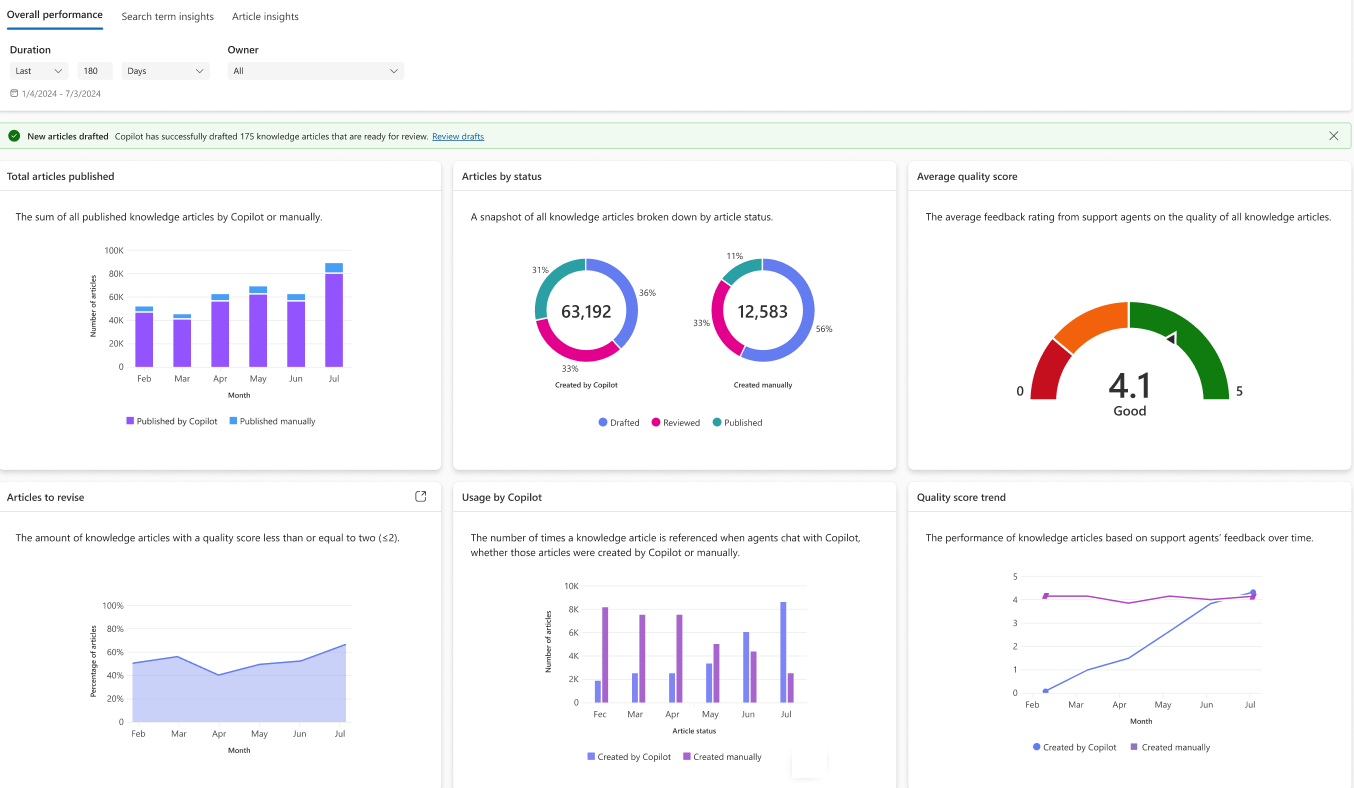 Overall performance
Search term insights
Article insights
Duration
Owner
Last
180
Days
All
1/4/2024 - 7/3/2024
New articles drafted Copilot has successfully drafted 175 knowledge articles that are ready for review. Review drafts
Total articles published
The sum of all published knowledge articles by Copilot or manually.
Number of articles
100K
80K
60K
40K
20K
0
Feb Mar Apr May Jun Jul
Month
Published by Copilot Published manually
Articles by status
A snapshot of all knowledge articles broken down by article status.
31%
36%
33%
63,192
Created by Copilot
11%
33%
56%
12,583
Created manually
Drafted Reviewed Published
Average quality score
The average feedback rating from support agents on the quality of all knowledge articles.
0
5
4.1
Good
Articles to revise
The amount of knowledge articles with a quality score less than or equal to two (≤2).
Percentage of articles
100%
80%
60%
40%
20%
0
Feb Mar Apr May Jun Jul
Month
Usage by Copilot
The number of times a knowledge article is referenced when agents chat with Copilot,
whether those articles were created by Copilot or manually.
Number of articles
10K
8K
6K
4K
2K
0
Fec Mar Apr May Jun Jul
Article status
Created by Copilot Created manually
Quality score trend
The performance of knowledge articles based on support agents' feedback over time.
5
4
3
2
1
0
Feb Mar Apr May Jun Jul
Month
Created by Copilot Created manually